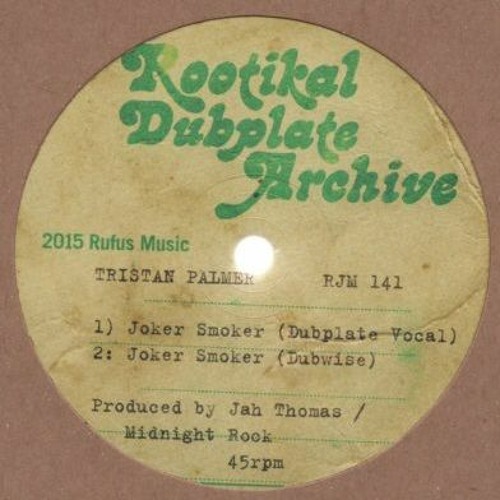 Rootikal
Dubplate
Archive
2015 Rufus Music
TRISTAN PALMER RJM 141
1) Joker Smoker (Dubplate Vocal)
2: Joker Smoker (Dubwise)
Produced by Jah Thomas /
Midnight Rock
45rpm